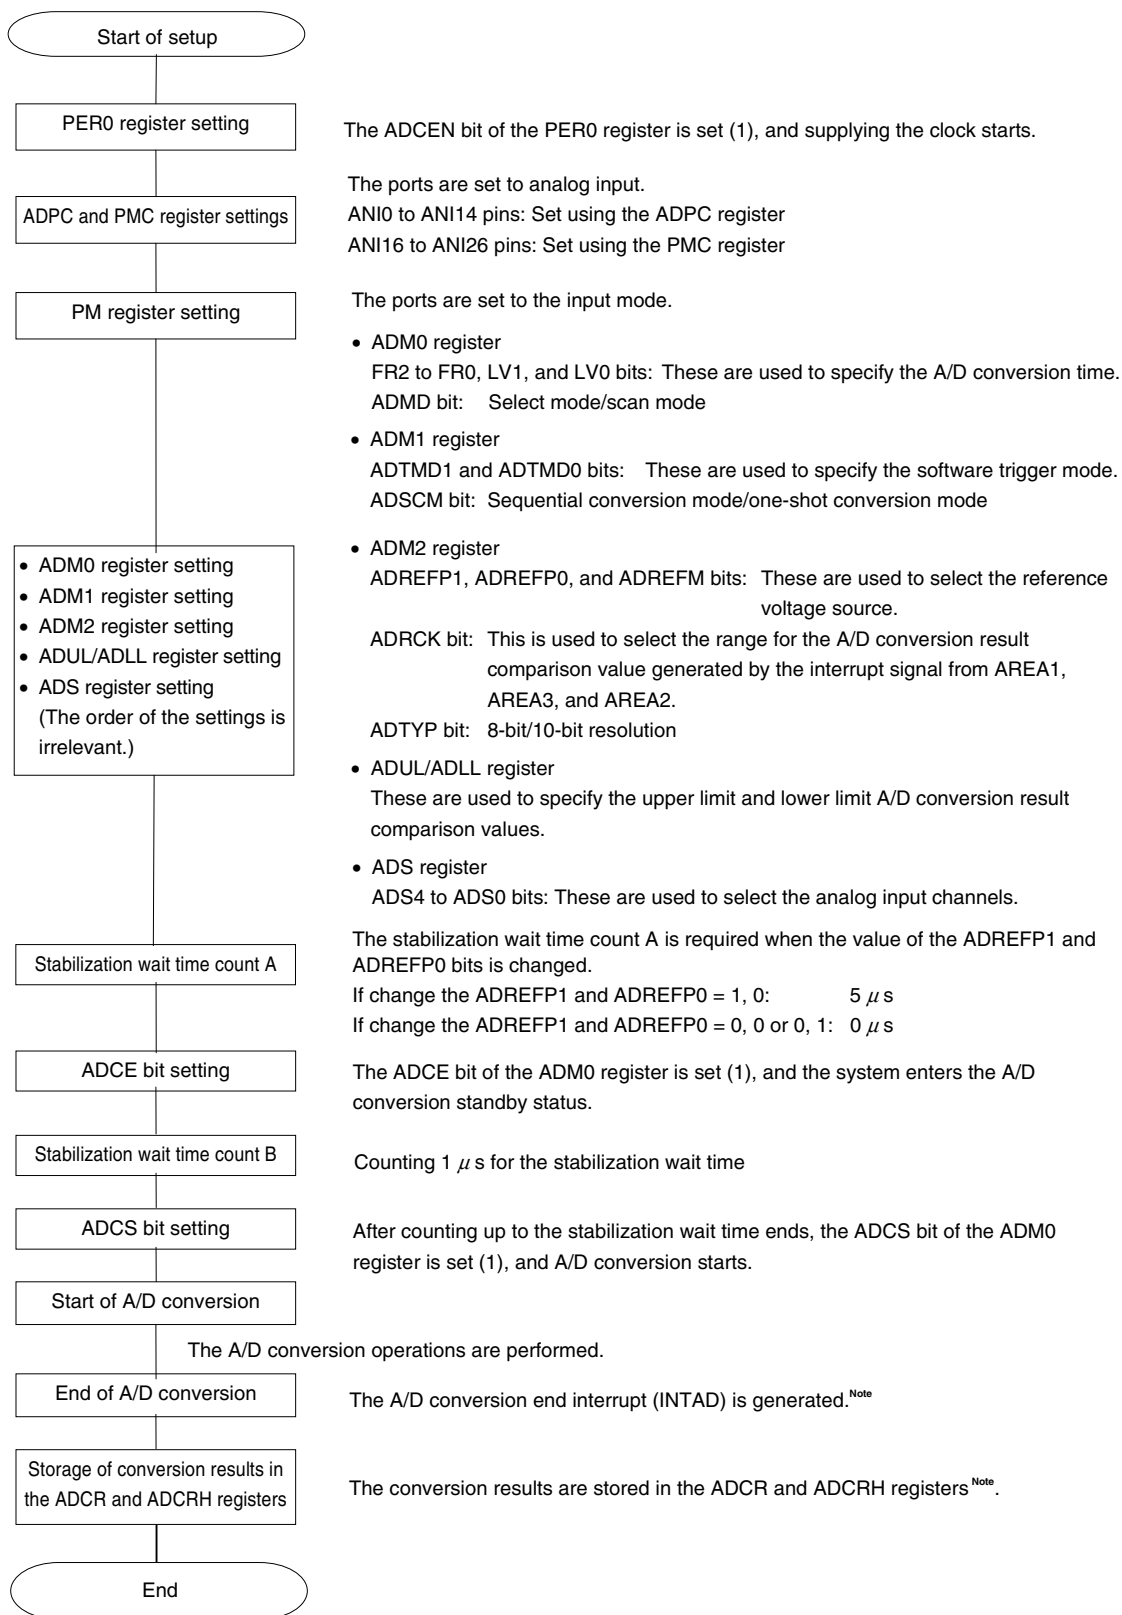 Start of setup
PER0 register setting
The ADCEN bit of the PER0 register is set (1), and supplying the clock starts.
ADPC and PMC register settings
The ports are set to analog input.
ANI0 to ANI14 pins: Set using the ADPC register
ANI16 to ANI26 pins: Set using the PMC register
PM register setting
The ports are set to the input mode.
• ADM0 register
FR2 to FR0, LV1, and LV0 bits: These are used to specify the A/D conversion time.
ADMD bit: Select mode/scan mode
• ADM1 register
ADTMD1 and ADTMD0 bits: These are used to specify the software trigger mode.
ADSCM bit: Sequential conversion mode/one-shot conversion mode
• ADM0 register setting
• ADM1 register setting
• ADM2 register setting
• ADUL/ADLL register setting
• ADS register setting
(The order of the settings is
irrelevant.)
• ADM2 register
ADREFP1, ADREFP0, and ADREFM bits: These are used to select the reference
voltage source.
ADRCK bit: This is used to select the range for the A/D conversion result
comparison value generated by the interrupt signal from AREA1,
AREA3, and AREA2.
ADTYP bit: 8-bit/10-bit resolution
• ADUL/ADLL register
These are used to specify the upper limit and lower limit A/D conversion result
comparison values.
• ADS register
ADS4 to ADS0 bits: These are used to select the analog input channels.
Stabilization wait time count A
The stabilization wait time count A is required when the value of the ADREFP1 and
ADREFP0 bits is changed.
If change the ADREFP1 and ADREFP0 = 1, 0: 5 μ s
If change the ADREFP1 and ADREFP0 = 0, 0 or 0, 1: 0 μ s
ADCE bit setting
The ADCE bit of the ADM0 register is set (1), and the system enters the A/D
conversion standby status.
Stabilization wait time count B
Counting 1 μ s for the stabilization wait time
ADCS bit setting
After counting up to the stabilization wait time ends, the ADCS bit of the ADM0
register is set (1), and A/D conversion starts.
Start of A/D conversion
The A/D conversion operations are performed.
End of A/D conversion
The A/D conversion end interrupt (INTAD) is generated.Note
Storage of conversion results in
the ADCR and ADCRH registers
The conversion results are stored in the ADCR and ADCRH registers Note.
End